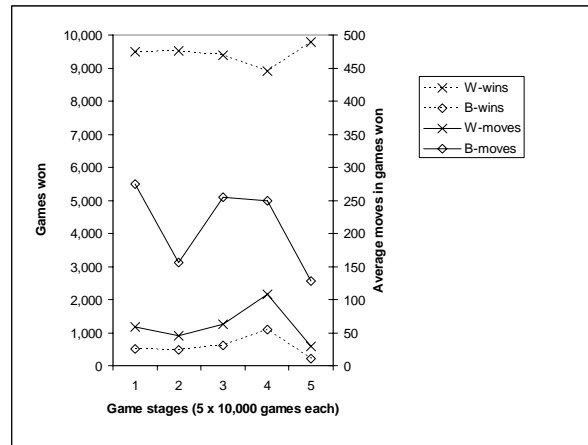 10,000
9,000
8,000
7,000
6,000
5,000
4,000
3,000
2,000
1,000
0
Games won
500
450
400
350
300
250
200
150
100
50
0
Average moves in games won
1 2 3 4 5
Game stages (5 x 10,000 games each)
W-wins
B-wins
W-moves
B-moves